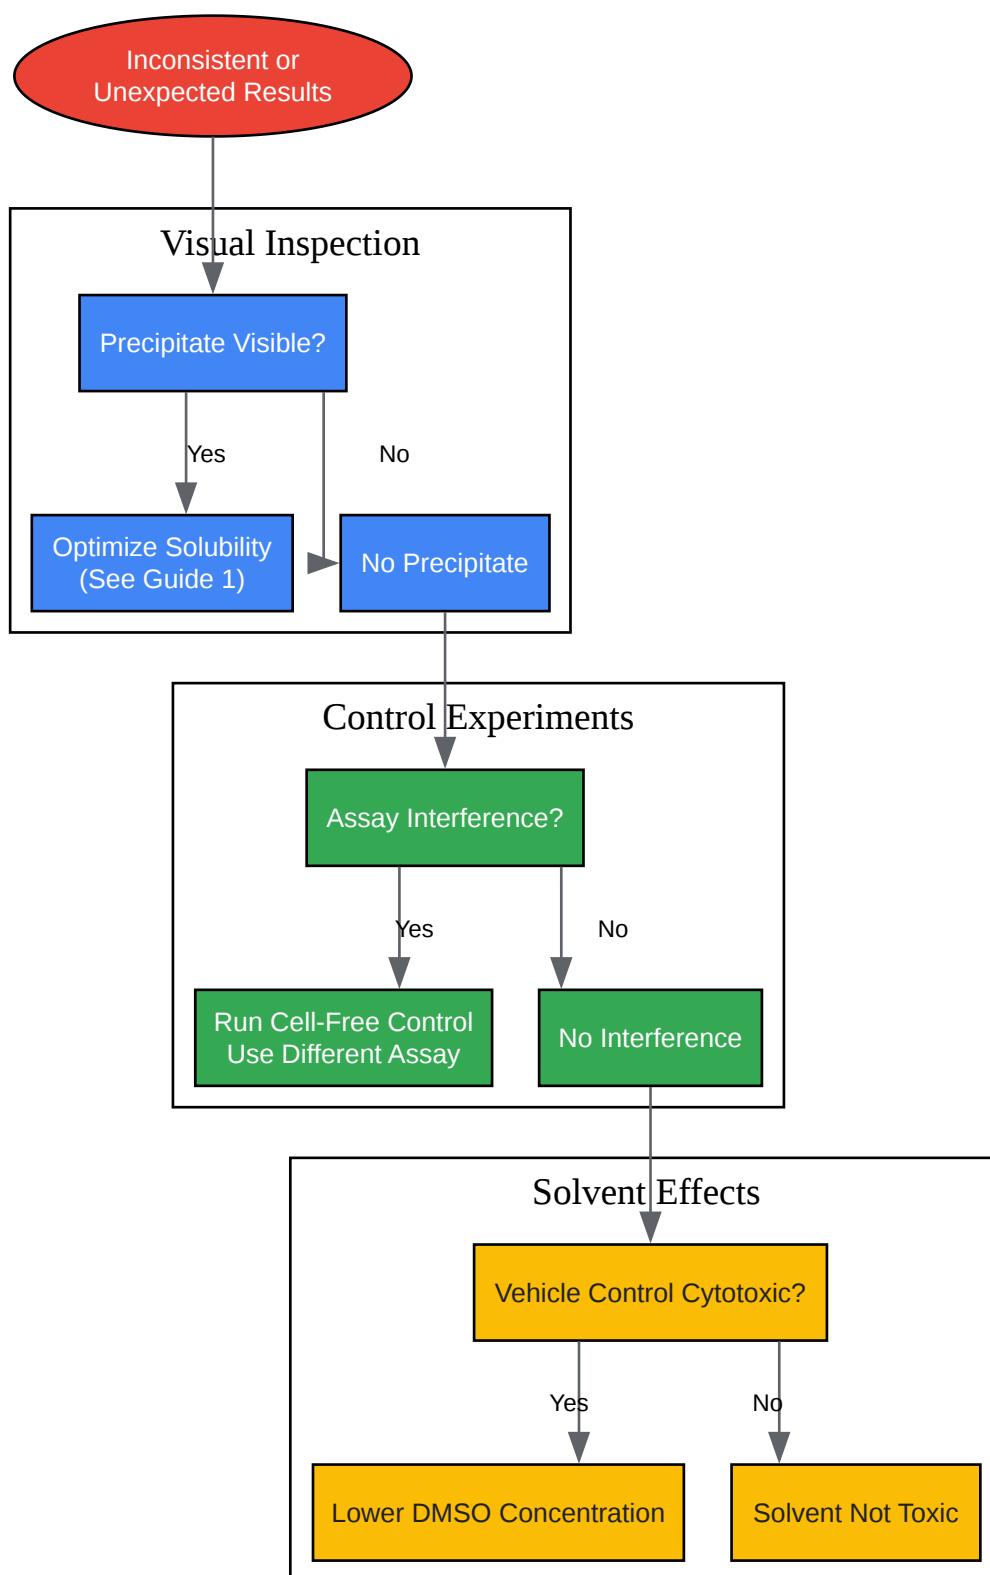 Inconsistent or
Unexpected Results
Visual Inspection
Precipitate Visible?
Yes
No
Optimize Solubility
(See Guide 1)
No Precipitate
Control Experiments
Assay Interference?
Yes
No
Run Cell-Free Control
Use Different Assay
No Interference
Solvent Effects
Vehicle Control Cytotoxic?
Yes
No
Lower DMSO Concentration
Solvent Not Toxic